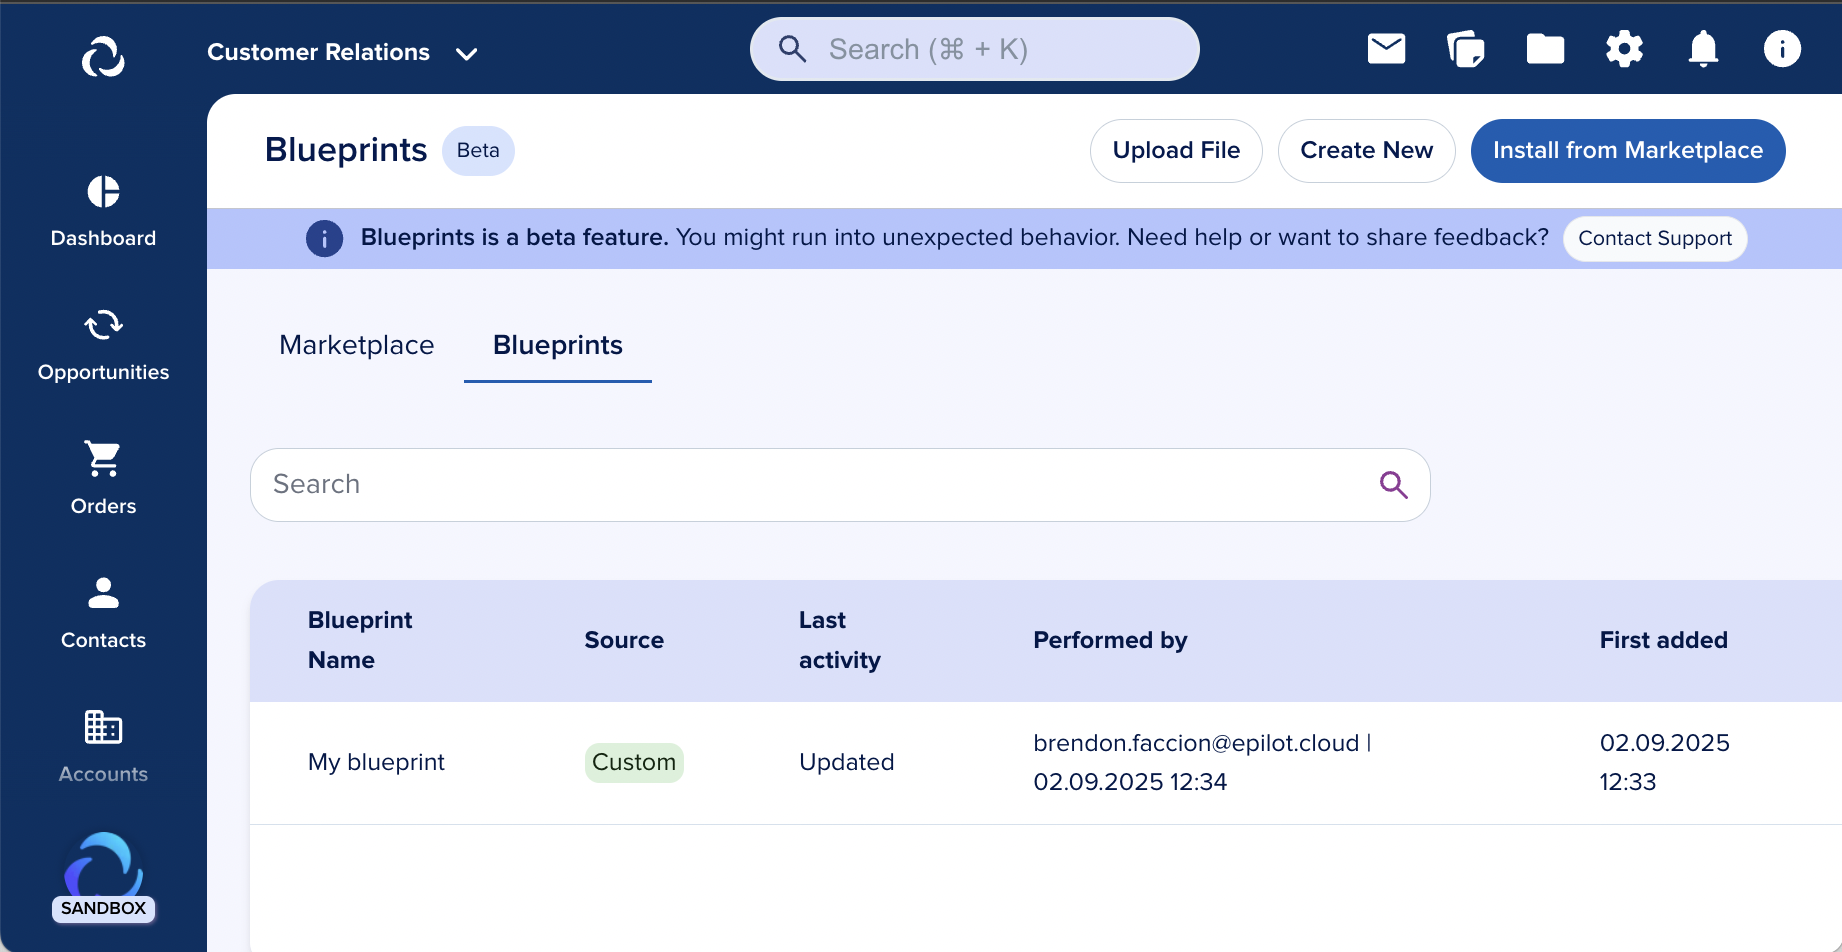 Customer Relations
Search (⌘ + K)
Blueprints Beta
Upload File
Create New
Install from Marketplace
Blueprints is a beta feature. You might run into unexpected behavior. Need help or want to share feedback?
Contact Support
Dashboard
Opportunities
Orders
Contacts
Accounts
SANDBOX
Marketplace
Blueprints
Search
Blueprint
Name
Source
Last
activity
Performed by
First added
My blueprint
Custom
Updated
brendon.faccion@epilot.cloud |
02.09.2025 12:34
02.09.2025
12:33